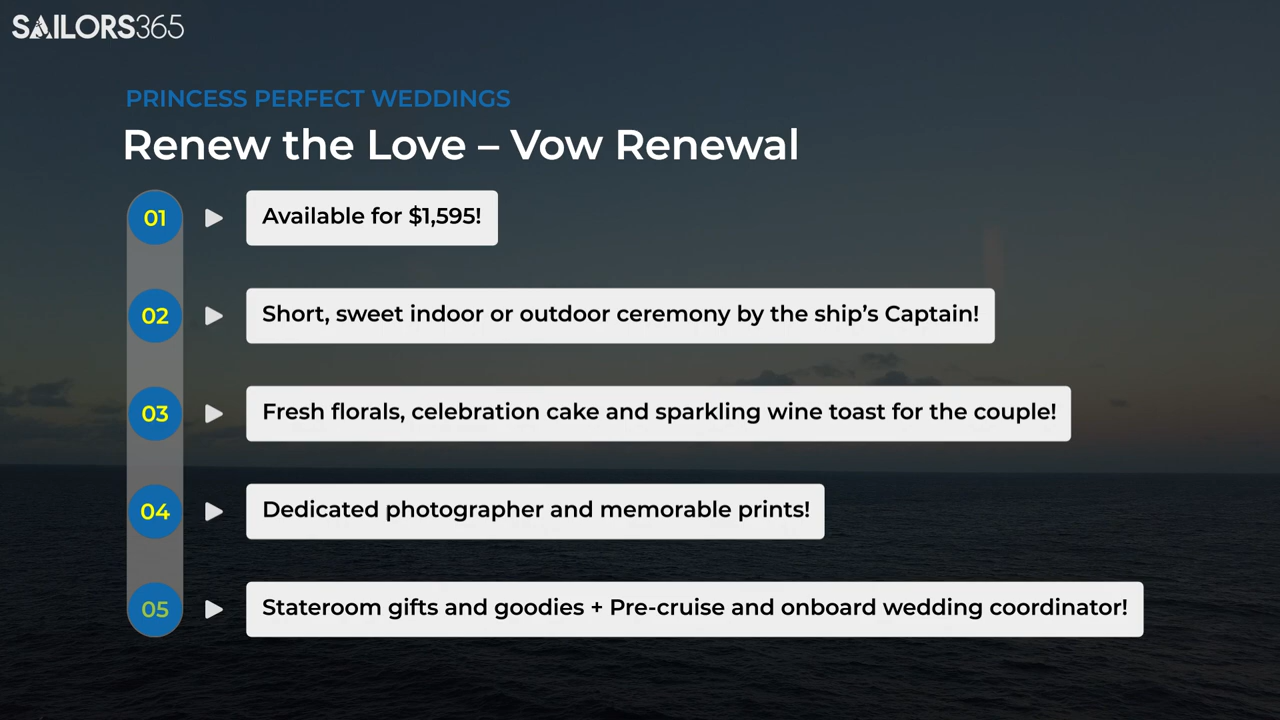 SAILORS365
PRINCESS PERFECT WEDDINGS
Renew the Love – Vow Renewal
01
Available for $1,595!
02
Short, sweet indoor or outdoor ceremony by the ship’s Captain!
03
Fresh florals, celebration cake and sparkling wine toast for the couple!
04
Dedicated photographer and memorable prints!
05
Stateroom gifts and goodies + Pre-cruise and onboard wedding coordinator!